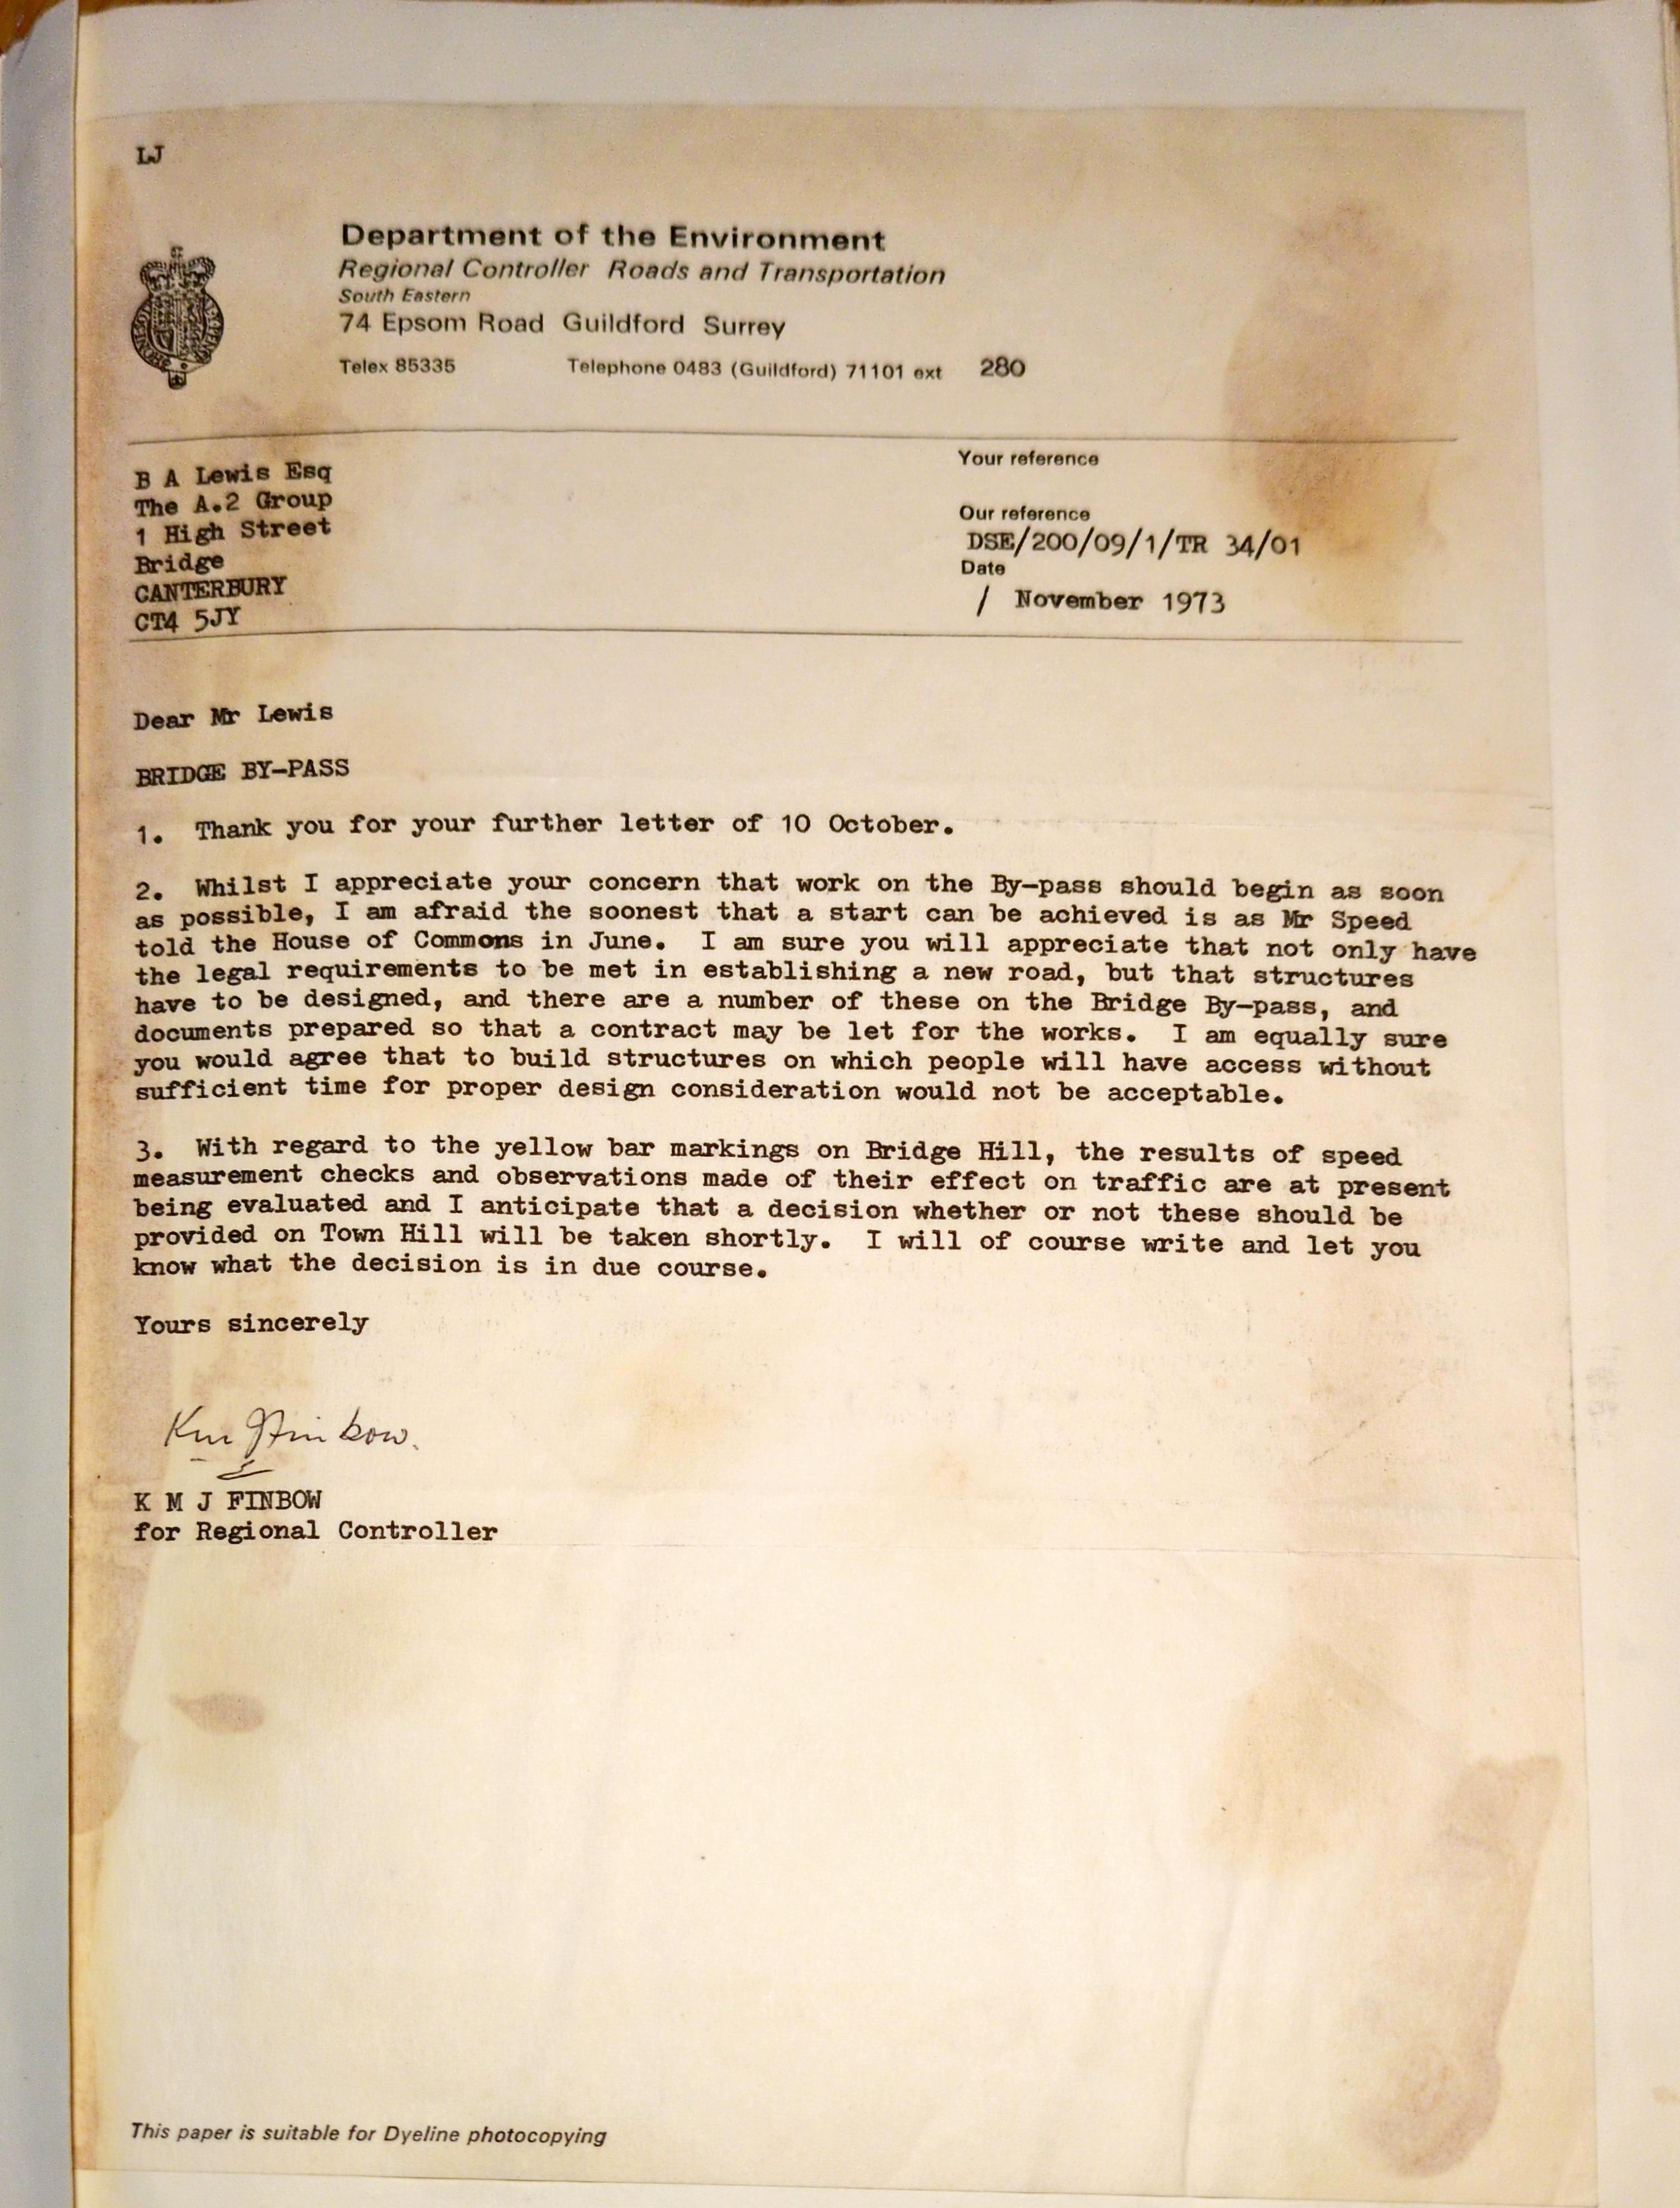 LJ
Department of the Environment
Regional Controller Roads and Transportation
South Eastern
74 Epsom Road Guildford Surrey
Telex 85335 Telephone 0483 (Guildford) 71101 ext 280
B A Lewis Esq
The A.2 Group
1 High Street
Bridge
CANTERBURY
CT4 5JY
Your reference
Our reference
DSE/200/09/1/TR 34/01
Date
/ November 1973
Dear Mr Lewis
BRIDGE BY-PASS
1. Thank you for your further letter of 10 October.
2. Whilst I appreciate your concern that work on the By-pass should begin as soon
as possible, I am afraid the soonest that a start can be achieved is as Mr Speed
told the House of Commons in June. I am sure you will appreciate that not only have
the legal requirements to be met in establishing a new road, but that structures
have to be designed, and there are a number of these on the Bridge By-pass, and
documents prepared so that a contract may be let for the works. I am equally sure
you would agree that to build structures on which people will have access without
sufficient time for proper design consideration would not be acceptable.
3. With regard to the yellow bar markings on Bridge Hill, the results of speed
measurement checks and observations made of their effect on traffic are at present
being evaluated and I anticipate that a decision whether or not these should be
provided on Town Hill will be taken shortly. I will of course write and let you
know what the decision is in due course.
Yours sincerely
Ken Finbow.
K M J FINBOW
for Regional Controller
This paper is suitable for Dyeline photocopying